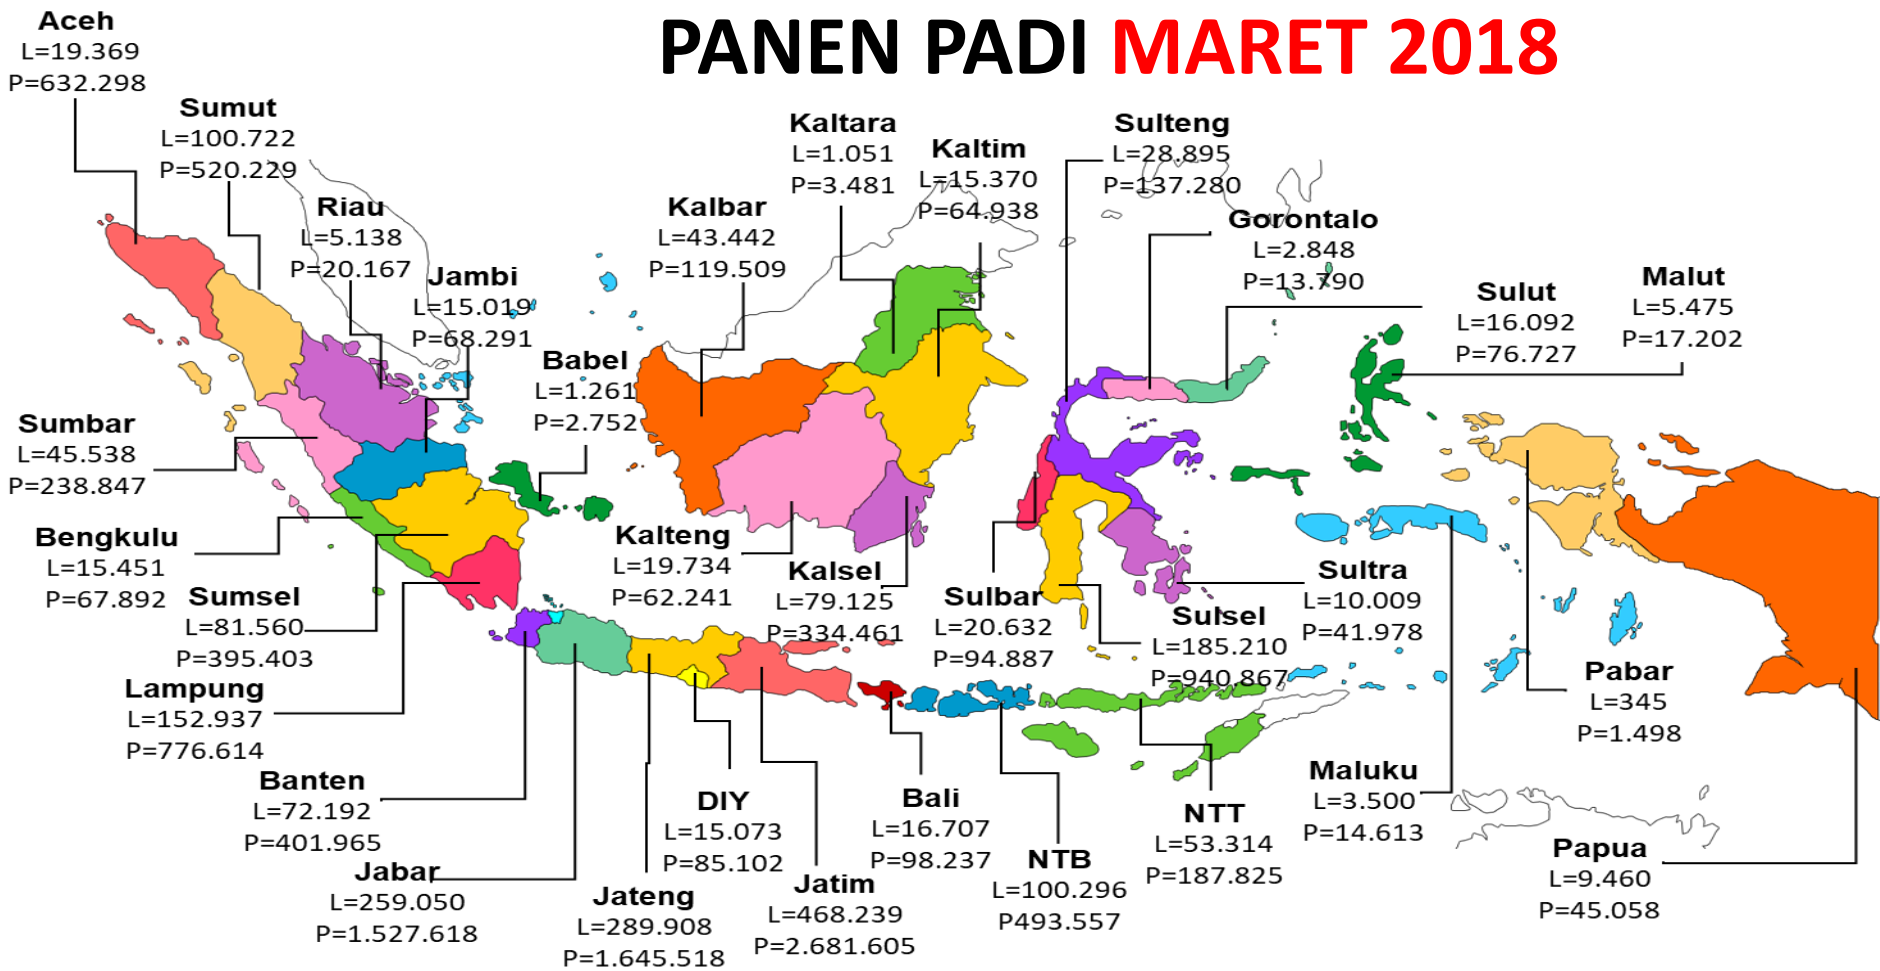 PANEN PADI MARET 2018
Aceh
L=19.369
P=632.298
Sumut
L=100.722
P=520.229
Riau
L=5.138
P=20.167
Jambi
L=15.019
P=68.291
Babel
L=1.261
P=2.752
Kalbar
L=43.442
P=119.509
Kaltara
L=1.051
P=3.481
Kaltim
L=15.370
P=64.938
Sulteng
L=28.895
P=137.280
Gorontalo
L=2.848
P=13.790
Sulut
L=16.092
P=76.727
Malut
L=5.475
P=17.202
Sumbar
L=45.538
P=238.847
Bengkulu
L=15.451
P=67.892
Sumsel
L=81.560
P=395.403
Lampung
L=152.937
P=776.614
Banten
L=72.192
P=401.965
Jabar
L=259.050
P=1.527.618
Jateng
L=289.908
P=1.645.518
DIY
L=15.073
P=85.102
Jatim
L=468.239
P=2.681.605
Kalteng
L=19.734
P=62.241
Kalsel
L=79.125
P=334.461
Bali
L=16.707
P=98.237
NTB
L=100.296
P493.557
Sulbar
L=20.632
P=94.887
Sulsel
L=185.210
P=940.867
Sultra
L=10.009
P=41.978
NTT
L=53.314
P=187.825
Maluku
L=3.500
P=14.613
Pabar
L=345
P=1.498
Papua
L=9.460
P=45.058